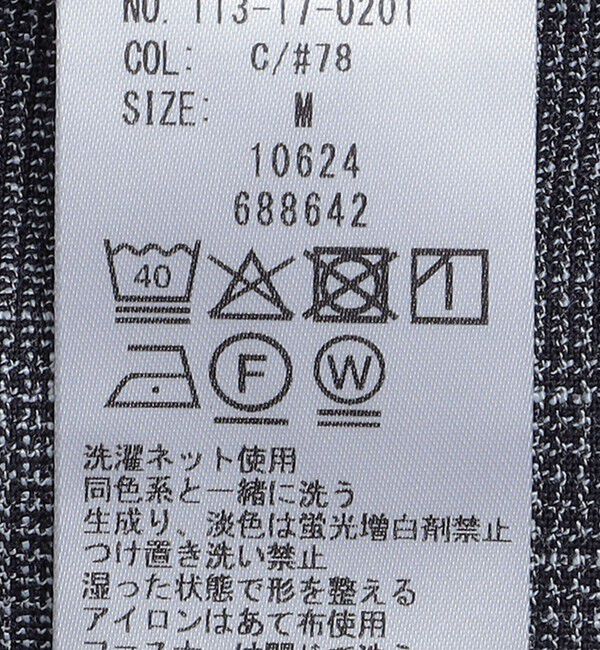 NO. 113-17-0201
COL: C/#78
SIZE: M
10624
688642
40
F W
洗濯ネット使用
同色系と一緒に洗う
生成り、淡色は蛍光増白剤禁止
つけ置き洗い禁止
湿った状態で形を整える
アイロンはあて布使用